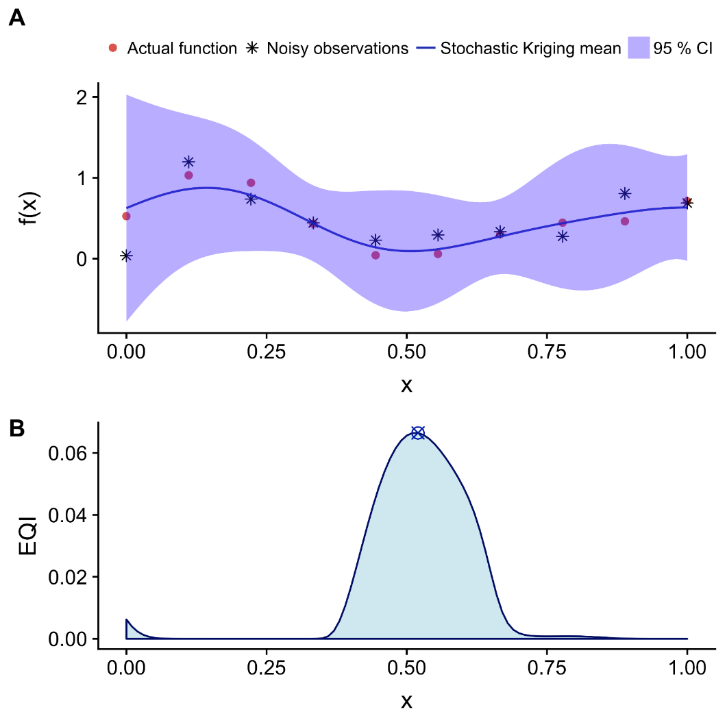 A
Actual function Noisy observations Stochastic Kriging mean 95 % CI
2
1
0
f(x)
0.00 0.25 0.50 0.75 1.00
x
B
0.06
0.04
0.02
0.00
EQI
0.00 0.25 0.50 0.75 1.00
x